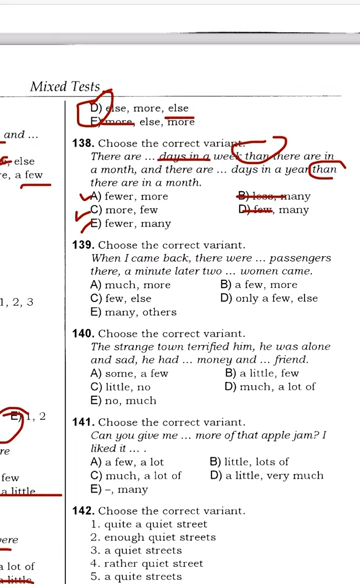 Mixed Tests
and ...
else
re, a few
1, 2, 3
E) 1, 2
re
few
a little
were
a lot of
a little
D) else, more, else
E) more, else, more
138. Choose the correct variant.
There are ... days in a week than there are in
a month, and there are ... days in a year than
there are in a month.
A) fewer, more B) less, many
C) more, few D) few, many
E) fewer, many
139. Choose the correct variant.
When I came back, there were ... passengers
there, a minute later two ... women came.
A) much, more B) a few, more
C) few, else D) only a few, else
E) many, others
140. Choose the correct variant.
The strange town terrified him, he was alone
and sad, he had ... money and ... friend.
A) some, a few B) a little, few
C) little, no D) much, a lot of
E) no, much
141. Choose the correct variant.
Can you give me ... more of that apple jam? I
liked it ... .
A) a few, a lot B) little, lots of
C) much, a lot of D) a little, very much
E) –, many
142. Choose the correct variant.
1. quite a quiet street
2. enough quiet streets
3. a quiet streets
4. rather quiet street
5. a quite streets